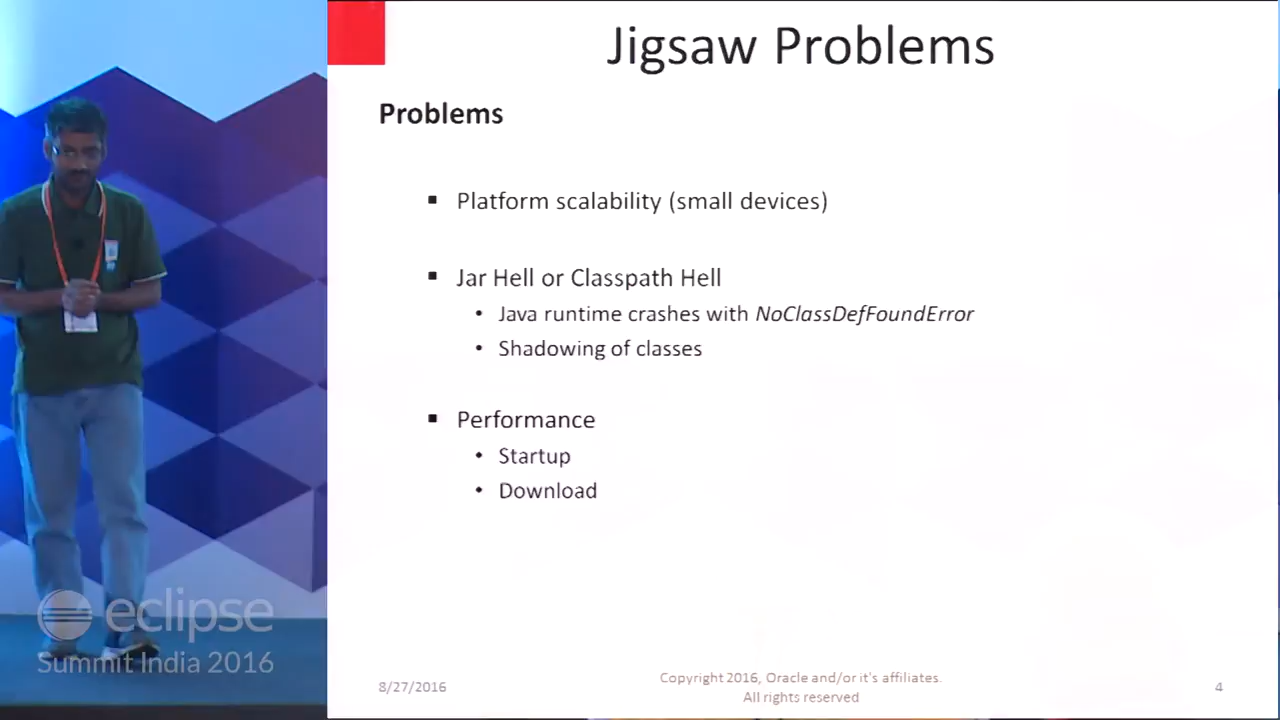 Jigsaw Problems
Problems
▪ Platform scalability (small devices)
▪ Jar Hell or Classpath Hell
• Java runtime crashes with NoClassDefFoundError
• Shadowing of classes
▪ Performance
• Startup
• Download
eclipse
Summit India 2016
8/27/2016
Copyright 2016, Oracle and/or it's affiliates.
All rights reserved
4